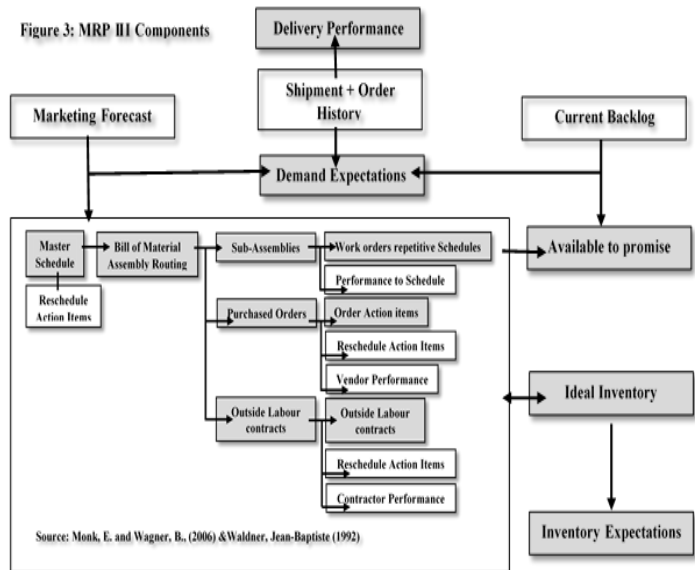 Figure 3: MRP III Components
Delivery Performance
Shipment + Order
History
Marketing Forecast
Current Backlog
Demand Expectations
Master
Schedule
Bill of Material
Assembly Routing
Sub-Assemblies
Work orders repetitive Schedules
Available to promise
Reschedule
Action Items
Performance to Schedule
Purchased Orders
Order Action items
Reschedule Action Items
Vendor Performance
Ideal Inventory
Outside Labour
contracts
Outside Labour
contracts
Reschedule Action Items
Contractor Performance
Inventory Expectations
Source: Monk, E. and Wagner, B., (2006) &Waldner, Jean-Baptiste (1992)